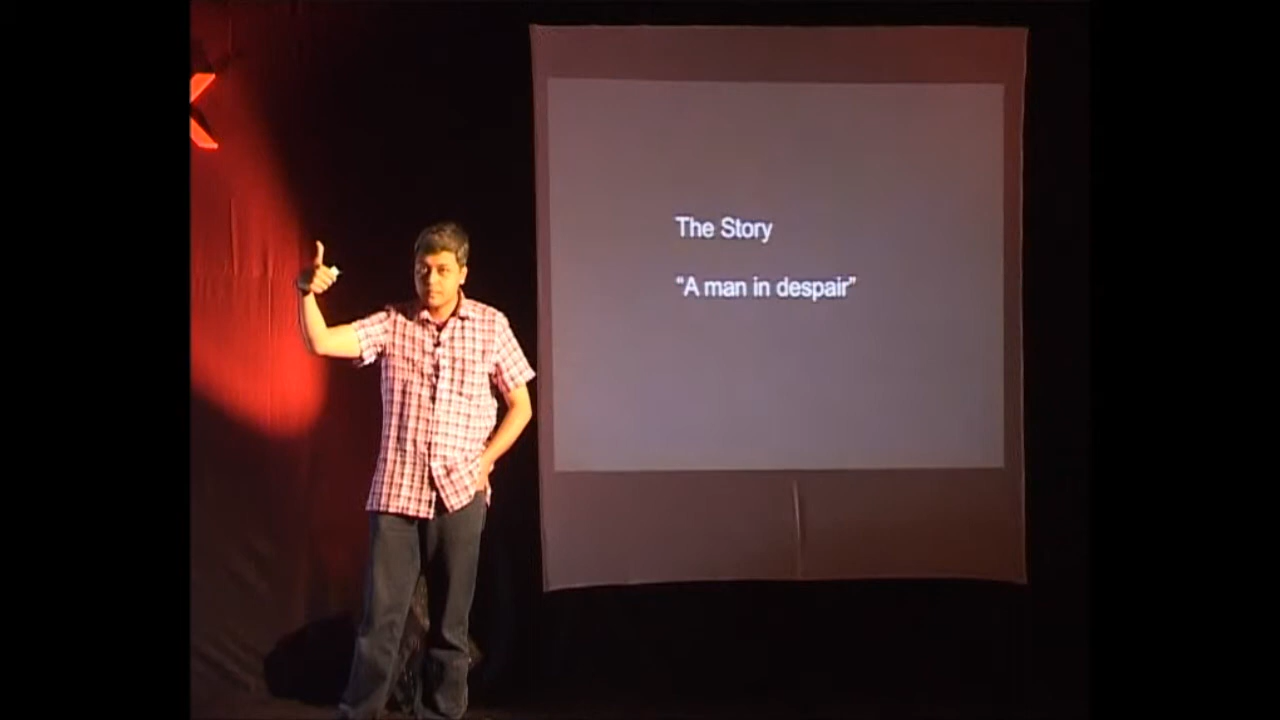 X
The Story
“A man in despair”